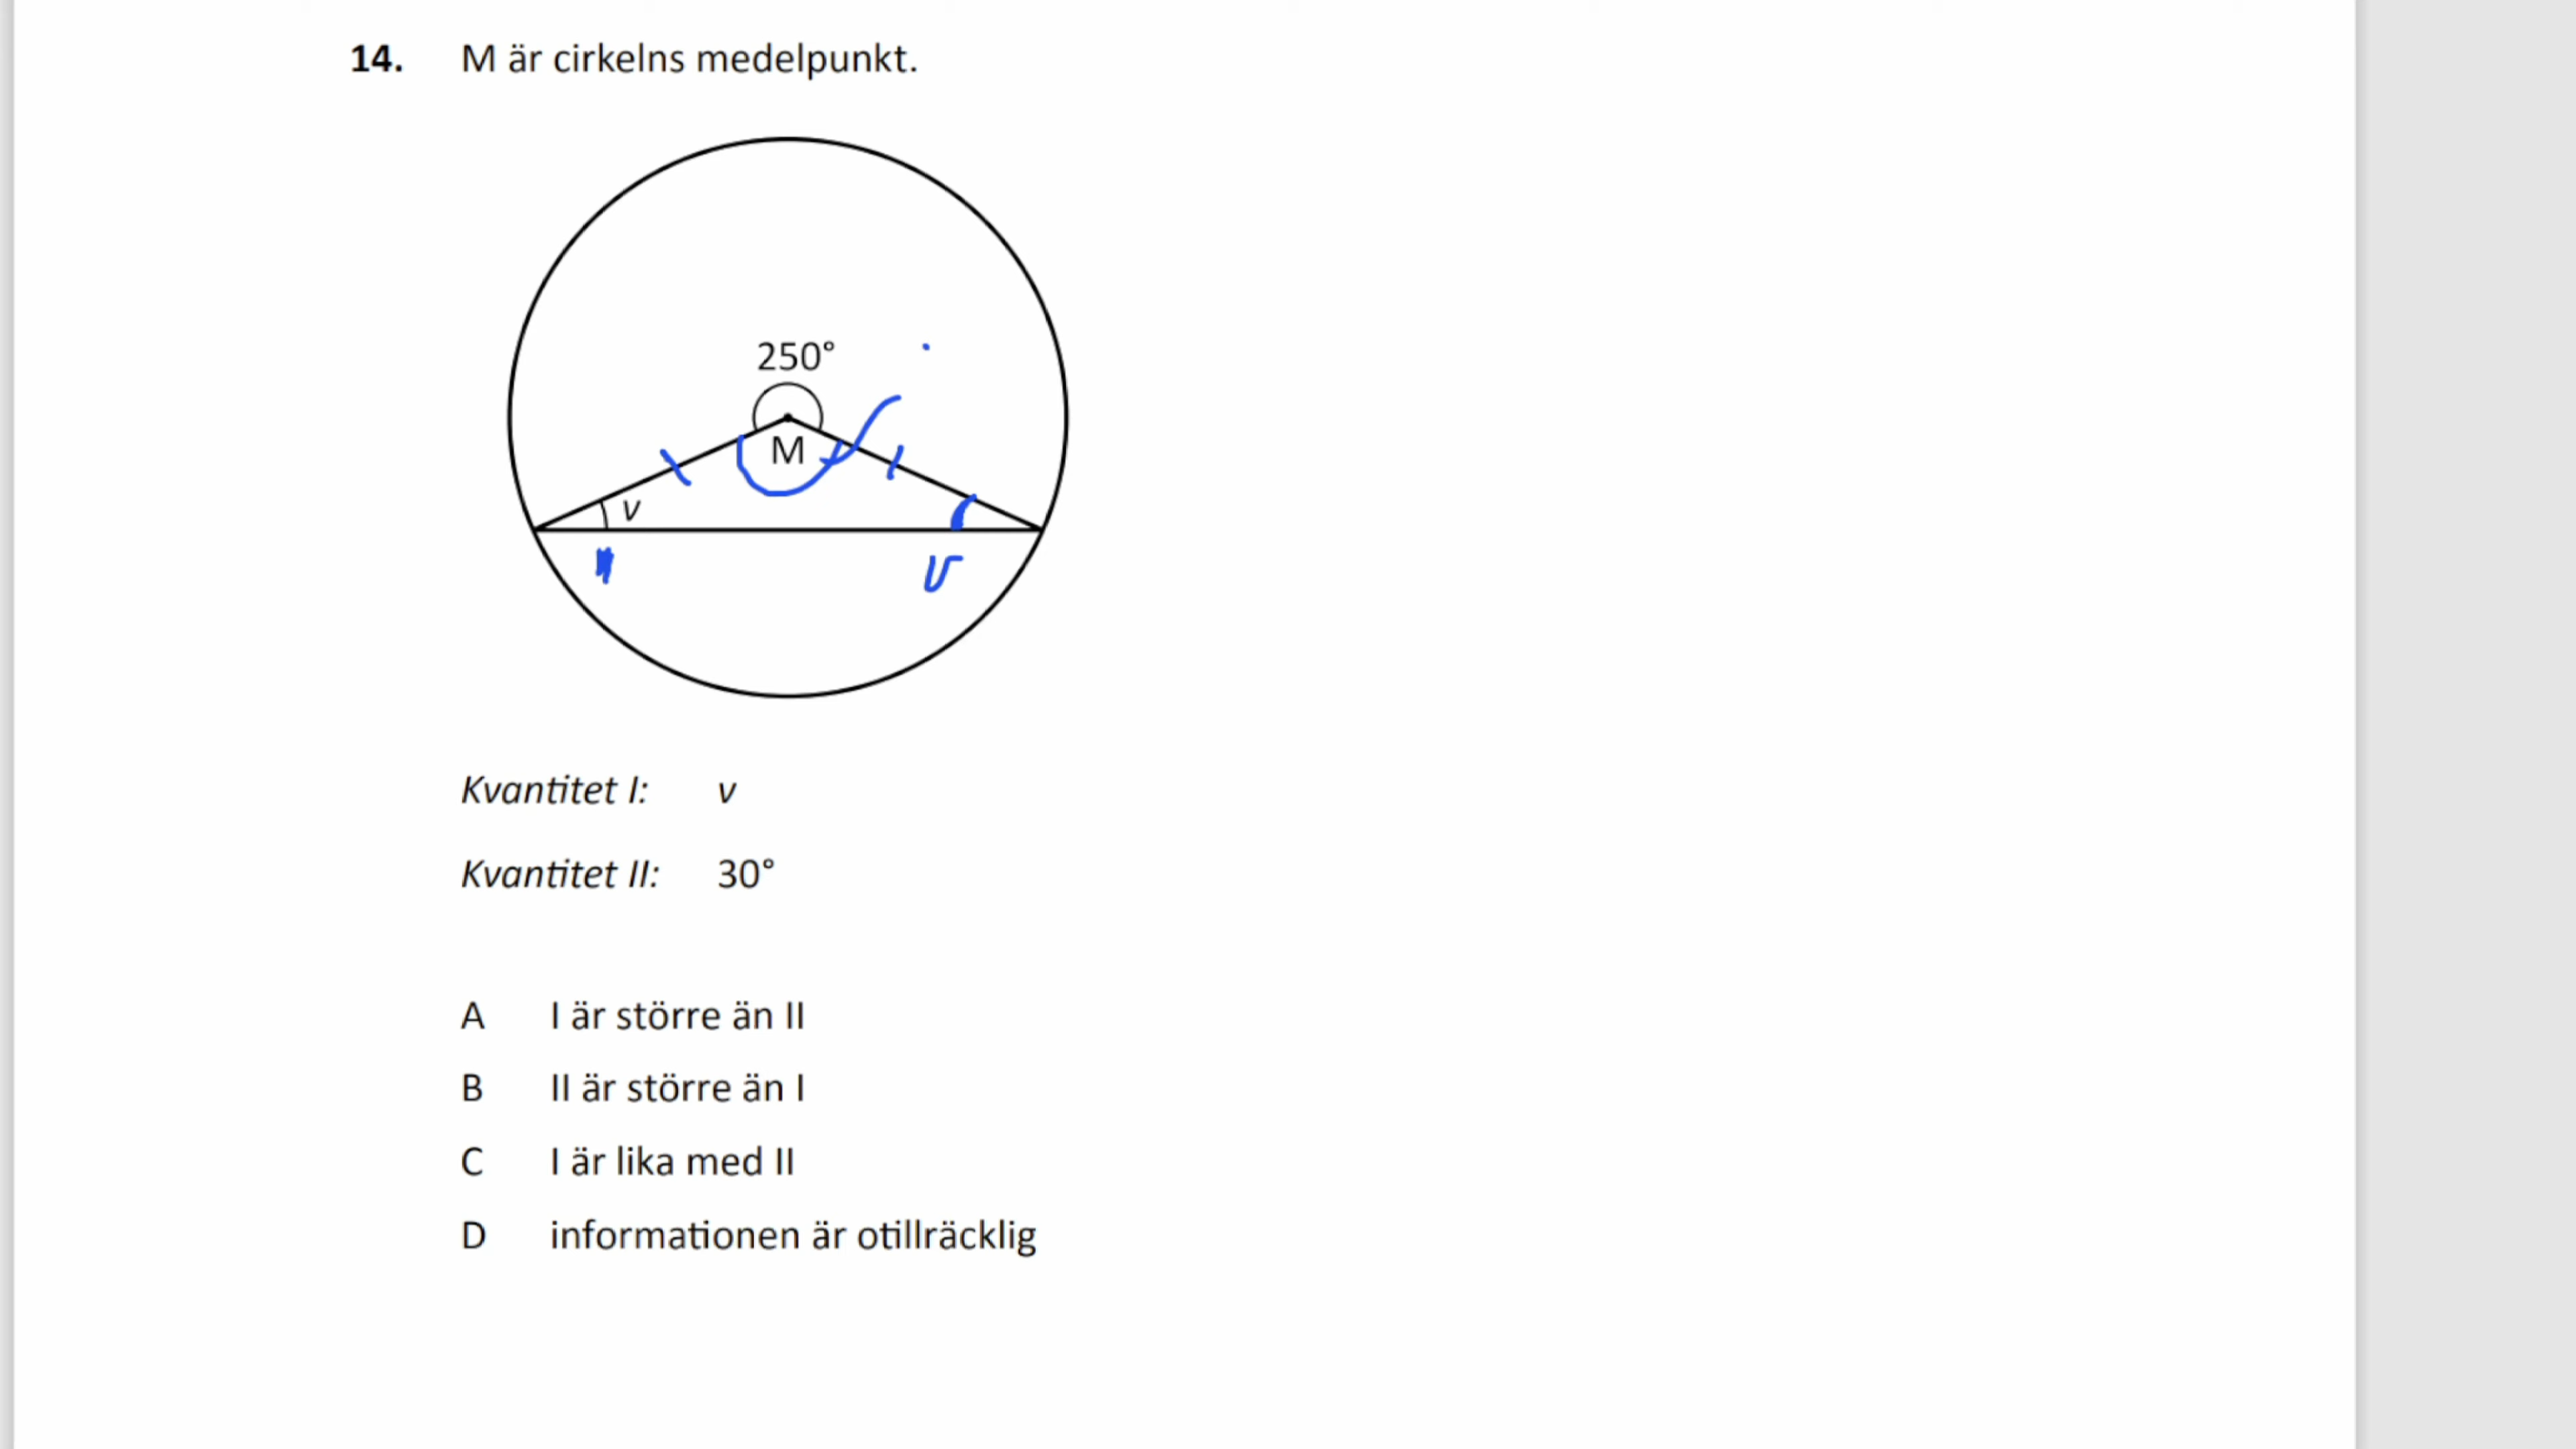 14. M är cirkelns medelpunkt.
250°
M
v
v
Kvantitet I: v
Kvantitet II: 30°
A I är större än II
B II är större än I
C I är lika med II
D informationen är otillräcklig